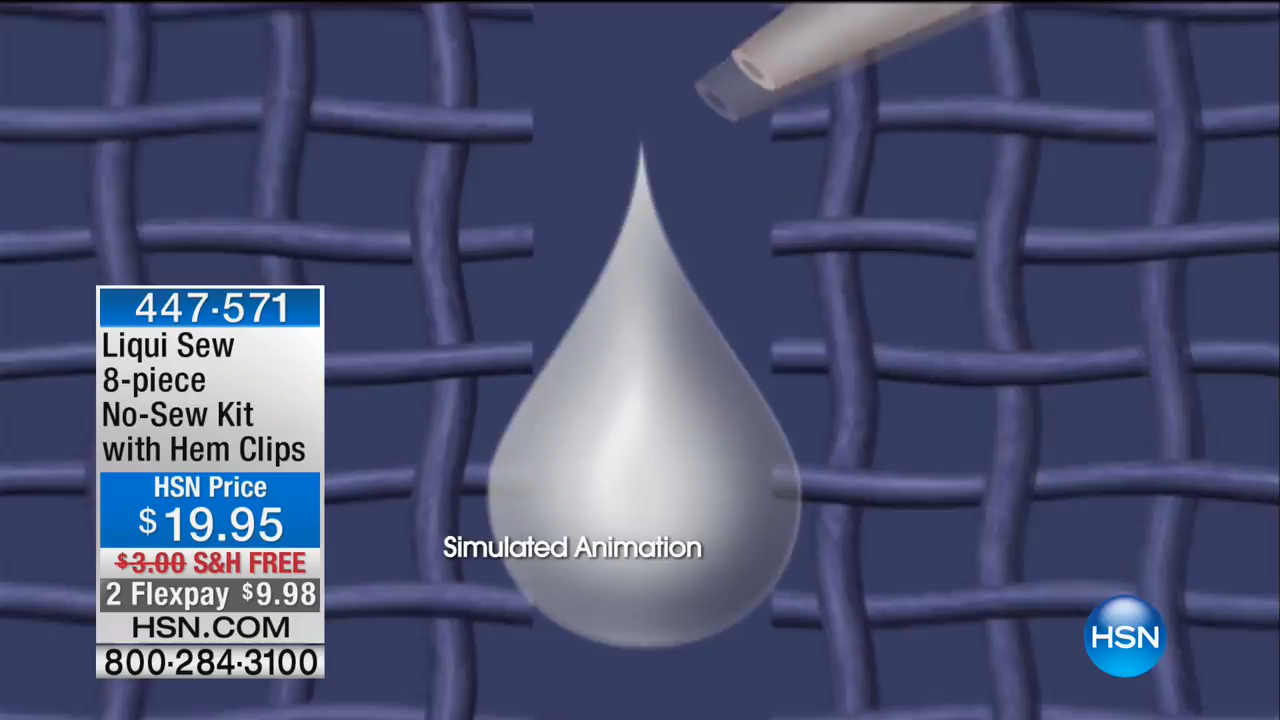 447·571
Liqui Sew
8-piece
No-Sew Kit
with Hem Clips
HSN Price
$19.95
$3.00 S&H FREE
2 Flexpay $9.98
HSN.COM
800·284·3100
Simulated Animation
HSN